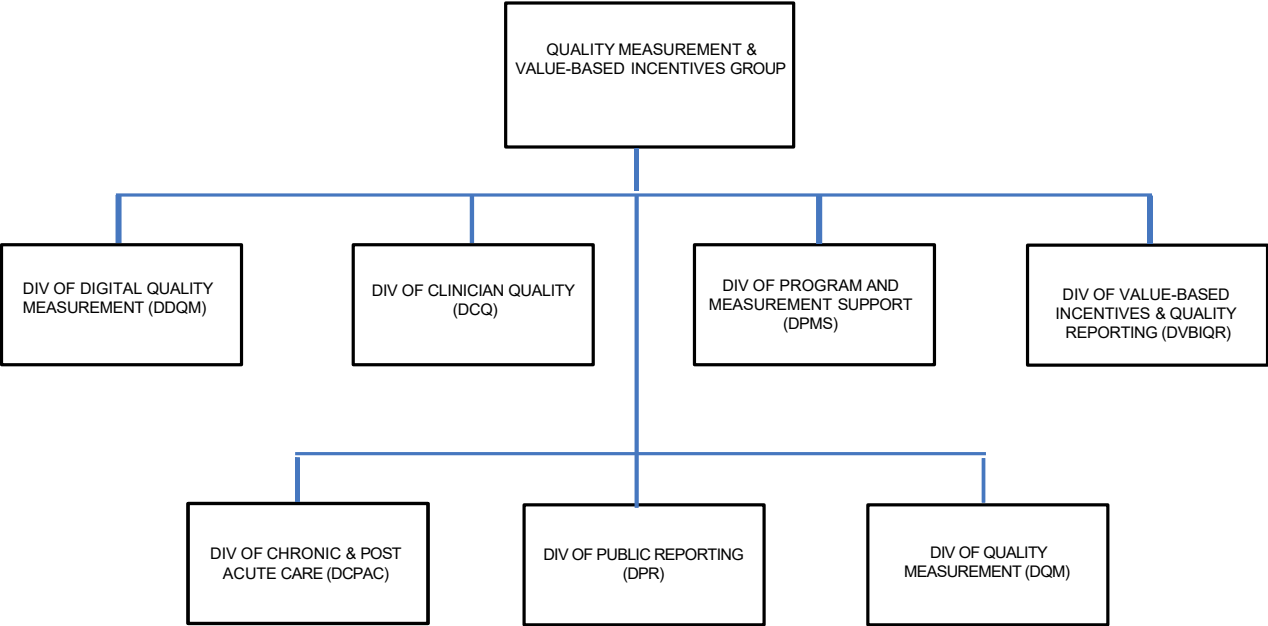 QUALITY MEASUREMENT &
VALUE-BASED INCENTIVES GROUP
DIV OF DIGITAL QUALITY
MEASUREMENT (DDQM)
DIV OF CLINICIAN QUALITY
(DCQ)
DIV OF PROGRAM AND
MEASUREMENT SUPPORT
(DPMS)
DIV OF VALUE-BASED
INCENTIVES & QUALITY
REPORTING (DVBIQR)
DIV OF CHRONIC & POST
ACUTE CARE (DCPAC)
DIV OF PUBLIC REPORTING
(DPR)
DIV OF QUALITY
MEASUREMENT (DQM)